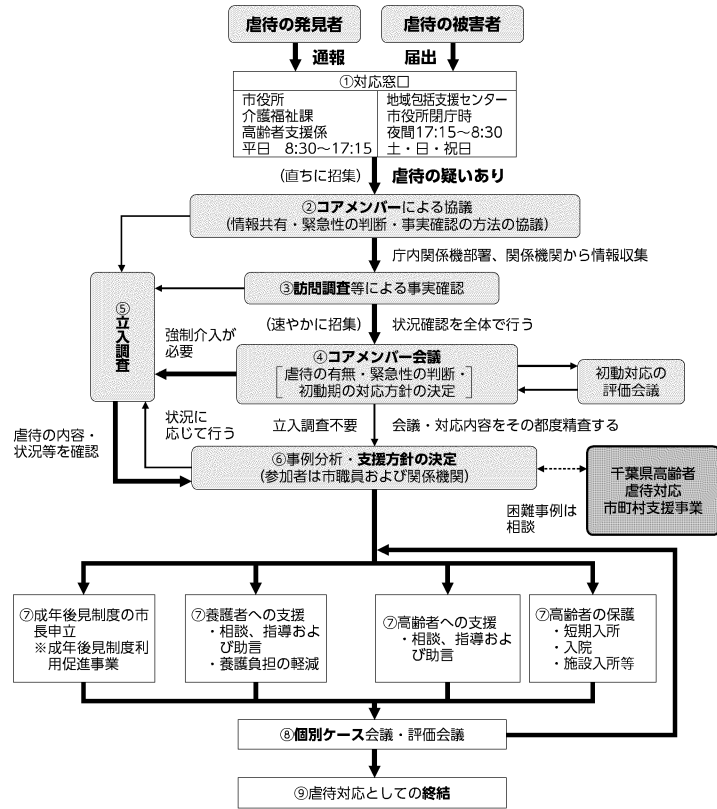 虐待の発見者
虐待の被害者
通報
届出
①対応窓口
市役所
介護福祉課
高齢者支援係
平日　8:30～17:15
地域包括支援センター
市役所閉庁時
夜間17:15～8:30
土・日・祝日
(直ちに招集)
虐待の疑いあり
②コアメンバーによる協議
(情報共有・緊急性の判断・事実確認の方法の協議)
庁内関係機部署、関係機関から情報収集
③訪問調査等による事実確認
⑤立入調査
(速やかに招集)
状況確認を全体で行う
強制介入が
必要
④コアメンバー会議
虐待の有無・緊急性の判断・
初動期の対応方針の決定
初動対応の
評価会議
状況に
応じて行う
立入調査不要
会議・対応内容をその都度精査する
虐待の内容・
状況等を確認
⑥事例分析・支援方針の決定
(参加者は市職員および関係機関)
千葉県高齢者
虐待対応
市町村支援事業
困難事例は
相談
⑦成年後見制度の市
長申立
※成年後見制度利
用促進事業
⑦養護者への支援
・相談、指導およ
び助言
・養護負担の軽減
⑦高齢者への支援
・相談、指導およ
び助言
⑦高齢者の保護
・短期入所
・入院
・施設入所等
⑧個別ケース会議・評価会議
⑨虐待対応としての終結